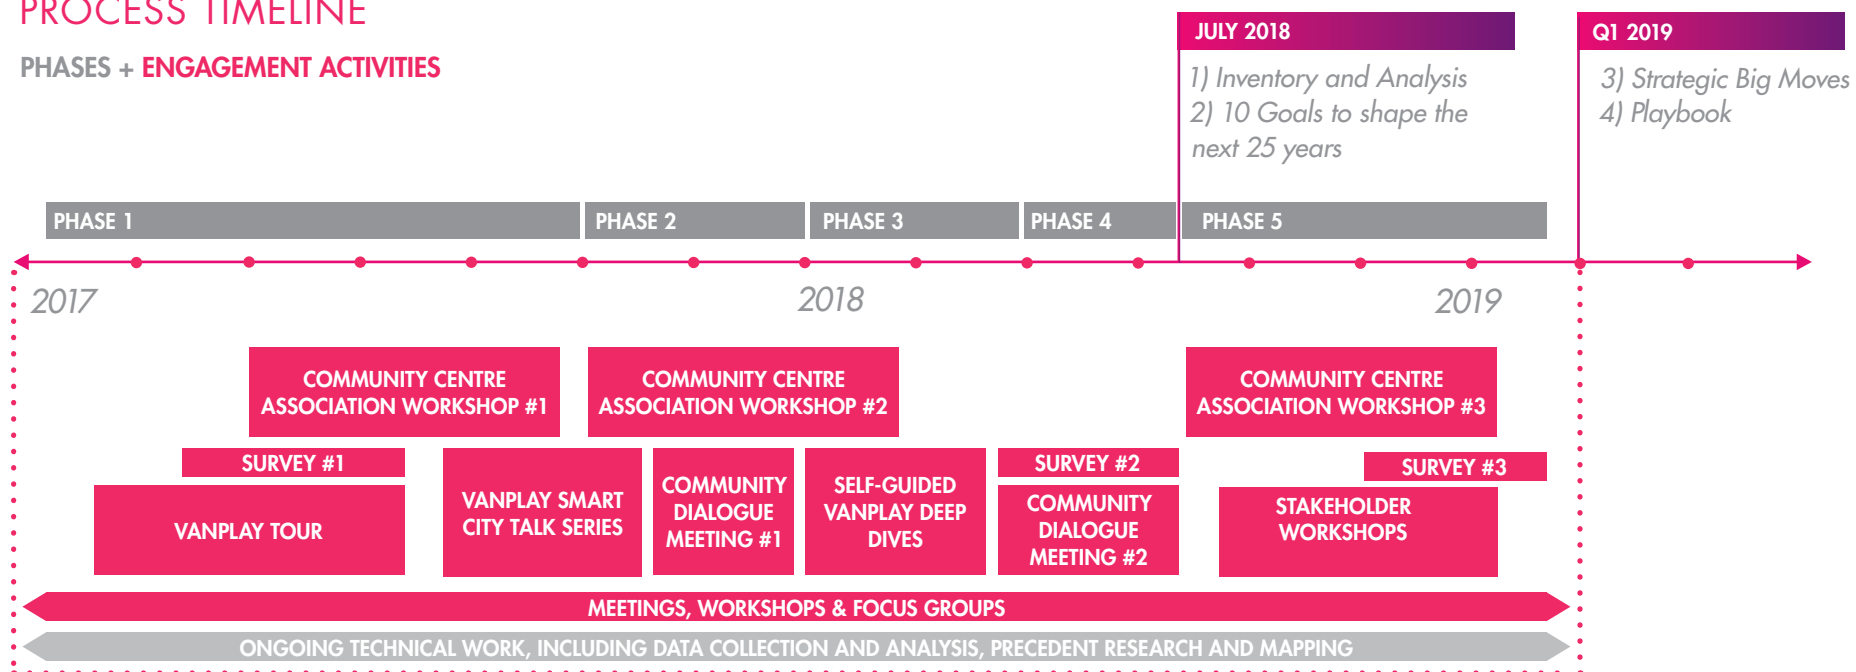 PROCESS TIMELINE
PHASES + ENGAGEMENT ACTIVITIES
JULY 2018
1) Inventory and Analysis
2) 10 Goals to shape the
next 25 years
Q1 2019
3) Strategic Big Moves
4) Playbook
PHASE 1
PHASE 2
PHASE 3
PHASE 4
PHASE 5
2017
2018
2019
COMMUNITY CENTRE
ASSOCIATION WORKSHOP #1
COMMUNITY CENTRE
ASSOCIATION WORKSHOP #2
COMMUNITY CENTRE
ASSOCIATION WORKSHOP #3
SURVEY #1
VANPLAY TOUR
VANPLAY SMART
CITY TALK SERIES
COMMUNITY
DIALOGUE
MEETING #1
SELF-GUIDED
VANPLAY DEEP
DIVES
SURVEY #2
COMMUNITY
DIALOGUE
MEETING #2
SURVEY #3
STAKEHOLDER
WORKSHOPS
MEETINGS, WORKSHOPS & FOCUS GROUPS
ONGOING TECHNICAL WORK, INCLUDING DATA COLLECTION AND ANALYSIS, PRECEDENT RESEARCH AND MAPPING